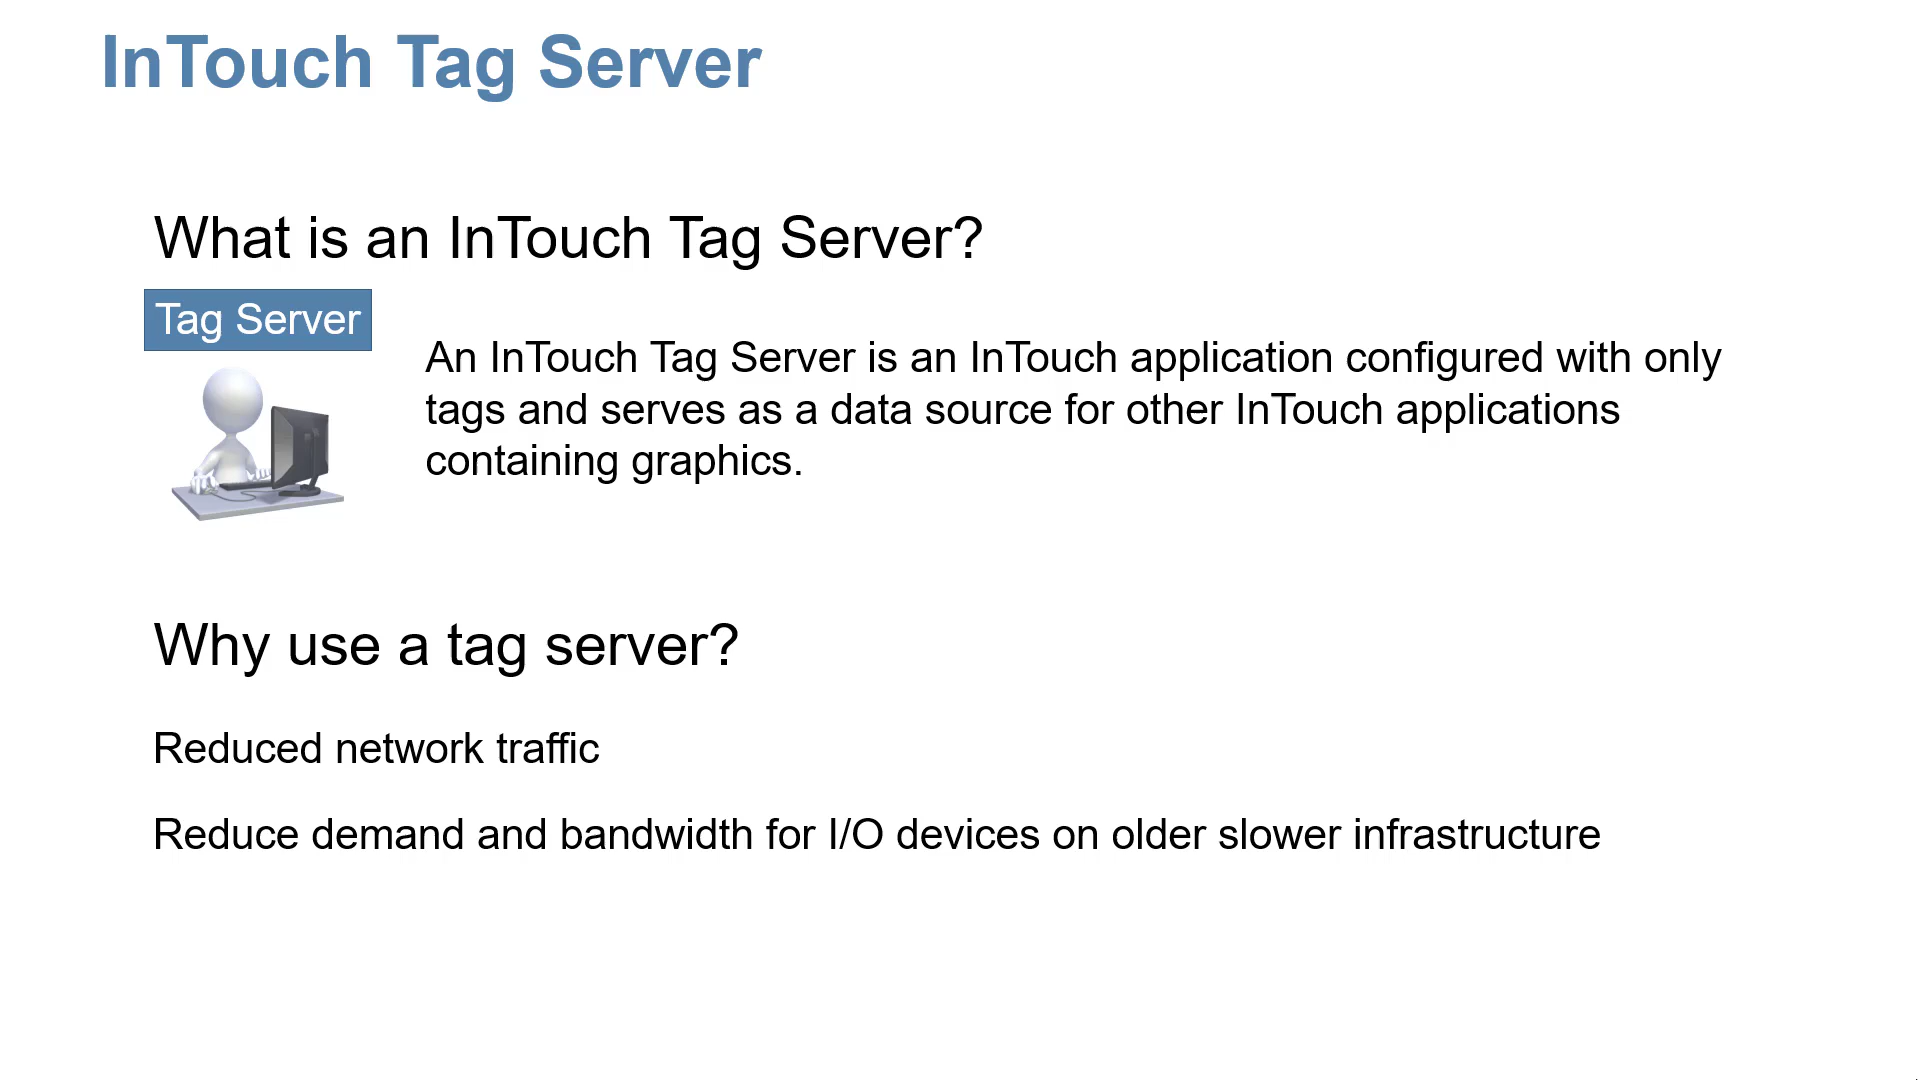 InTouch Tag Server
What is an InTouch Tag Server?
Tag Server
An InTouch Tag Server is an InTouch application configured with only
tags and serves as a data source for other InTouch applications
containing graphics.
Why use a tag server?
Reduced network traffic
Reduce demand and bandwidth for I/O devices on older slower infrastructure